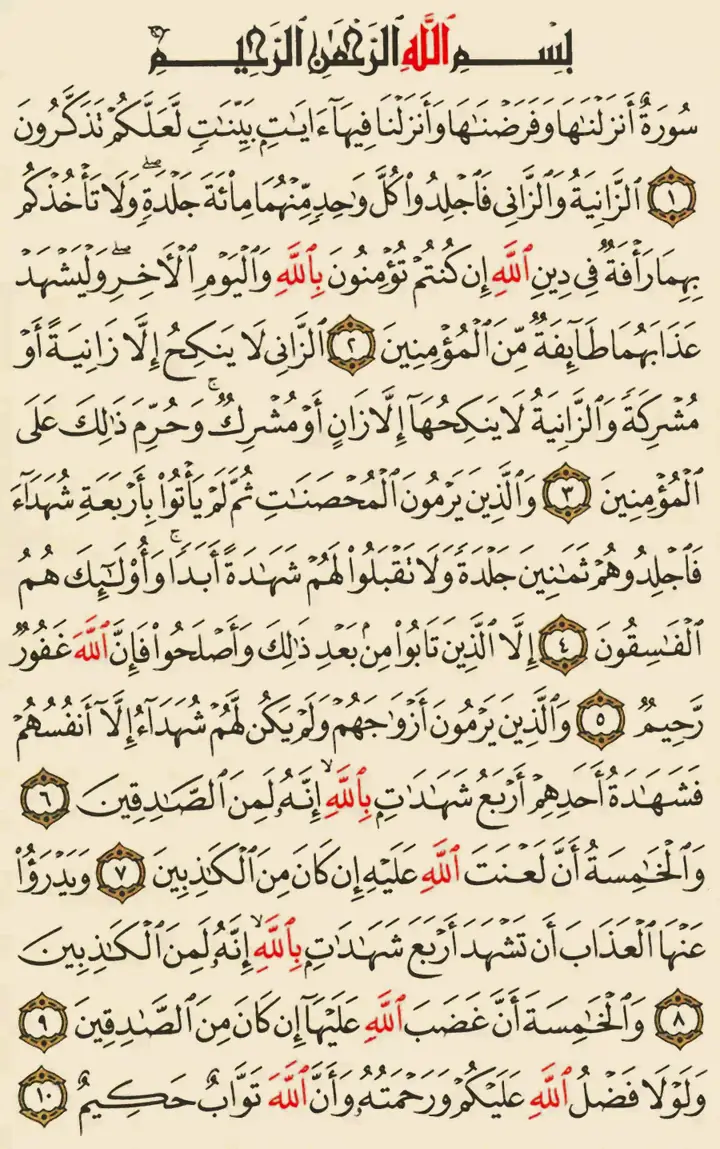 بِسْمِ ٱللَّهِ ٱلرَّحْمَٰنِ ٱلرَّحِيمِ
سُورَةٌ أَنزَلْنَٰهَا وَفَرَضْنَٰهَا وَأَنزَلْنَا فِيهَآ ءَايَٰتٍۭ بَيِّنَٰتٍ لَّعَلَّكُمْ تَذَكَّرُونَ
١ ٱلزَّانِيَةُ وَٱلزَّانِى فَٱجْلِدُوا۟ كُلَّ وَٰحِدٍ مِّنْهُمَا مِا۟ئَةَ جَلْدَةٍۖ وَلَا تَأْخُذْكُم
بِهِمَا رَأْفَةٌ فِى دِينِ ٱللَّهِ إِن كُنتُمْ تُؤْمِنُونَ بِٱللَّهِ وَٱلْيَوْمِ ٱلْأَخِرِۖ وَلْيَشْهَدْ
عَذَابَهُمَا طَآئِفَةٌ مِّنَ ٱلْمُؤْمِنِينَ ٢ ٱلزَّانِى لَا يَنكِحُ إِلَّا زَانِيَةً أَوْ
مُشْرِكَةً وَٱلزَّانِيَةُ لَا يَنكِحُهَآ إِلَّا زَانٍ أَوْ مُشْرِكٌۚ وَحُرِّمَ ذَٰلِكَ عَلَى
ٱلْمُؤْمِنِينَ ٣ وَٱلَّذِينَ يَرْمُونَ ٱلْمُحْصَنَٰتِ ثُمَّ لَمْ يَأْتُوا۟ بِأَرْبَعَةِ شُهَدَآءَ
فَٱجْلِدُوهُمْ ثَمَٰنِينَ جَلْدَةً وَلَا تَقْبَلُوا۟ لَهُمْ شَهَٰدَةً أَبَدًاۚ وَأُو۟لَٰٓئِكَ هُمُ
ٱلْفَٰسِقُونَ ٤ إِلَّا ٱلَّذِينَ تَابُوا۟ مِنۢ بَعْدِ ذَٰلِكَ وَأَصْلَحُوا۟ فَإِنَّ ٱللَّهَ غَفُورٌ
رَّحِيمٌ ٥ وَٱلَّذِينَ يَرْمُونَ أَزْوَٰجَهُمْ وَلَمْ يَكُن لَّهُمْ شُهَدَآءُ إِلَّآ أَنفُسُهُمْ
فَشَهَٰدَةُ أَحَدِهِمْ أَرْبَعُ شَهَٰدَٰتٍۭ بِٱللَّهِۙ إِنَّهُۥ لَمِنَ ٱلصَّٰدِقِينَ ٦
وَٱلْخَٰمِسَةُ أَنَّ لَعْنَتَ ٱللَّهِ عَلَيْهِ إِن كَانَ مِنَ ٱلْكَٰذِبِينَ ٧ وَيَدْرَؤُا۟
عَنْهَا ٱلْعَذَابَ أَن تَشْهَدَ أَرْبَعَ شَهَٰدَٰتٍۭ بِٱللَّهِۙ إِنَّهُۥ لَمِنَ ٱلْكَٰذِبِينَ
٨ وَٱلْخَٰمِسَةَ أَنَّ غَضَبَ ٱللَّهِ عَلَيْهَآ إِن كَانَ مِنَ ٱلصَّٰدِقِينَ ٩
وَلَوْلَا فَضْلُ ٱللَّهِ عَلَيْكُمْ وَرَحْمَتُهُۥ وَأَنَّ ٱللَّهَ تَوَّابٌ حَكِيمٌ ١٠